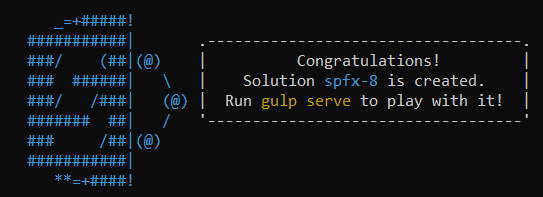 _=+#####!
   ###########|      .-----------------------------------.
   ###/    (##|(@)    |          Congratulations!         |
   ###  ######|   \   |    Solution spfx-8 is created.    |
   ###/   /###|   (@) |  Run gulp serve to play with it!  |
   #######  ##|   /   '-----------------------------------'
   ###     /##|(@)
   ###########|
      **=+####!